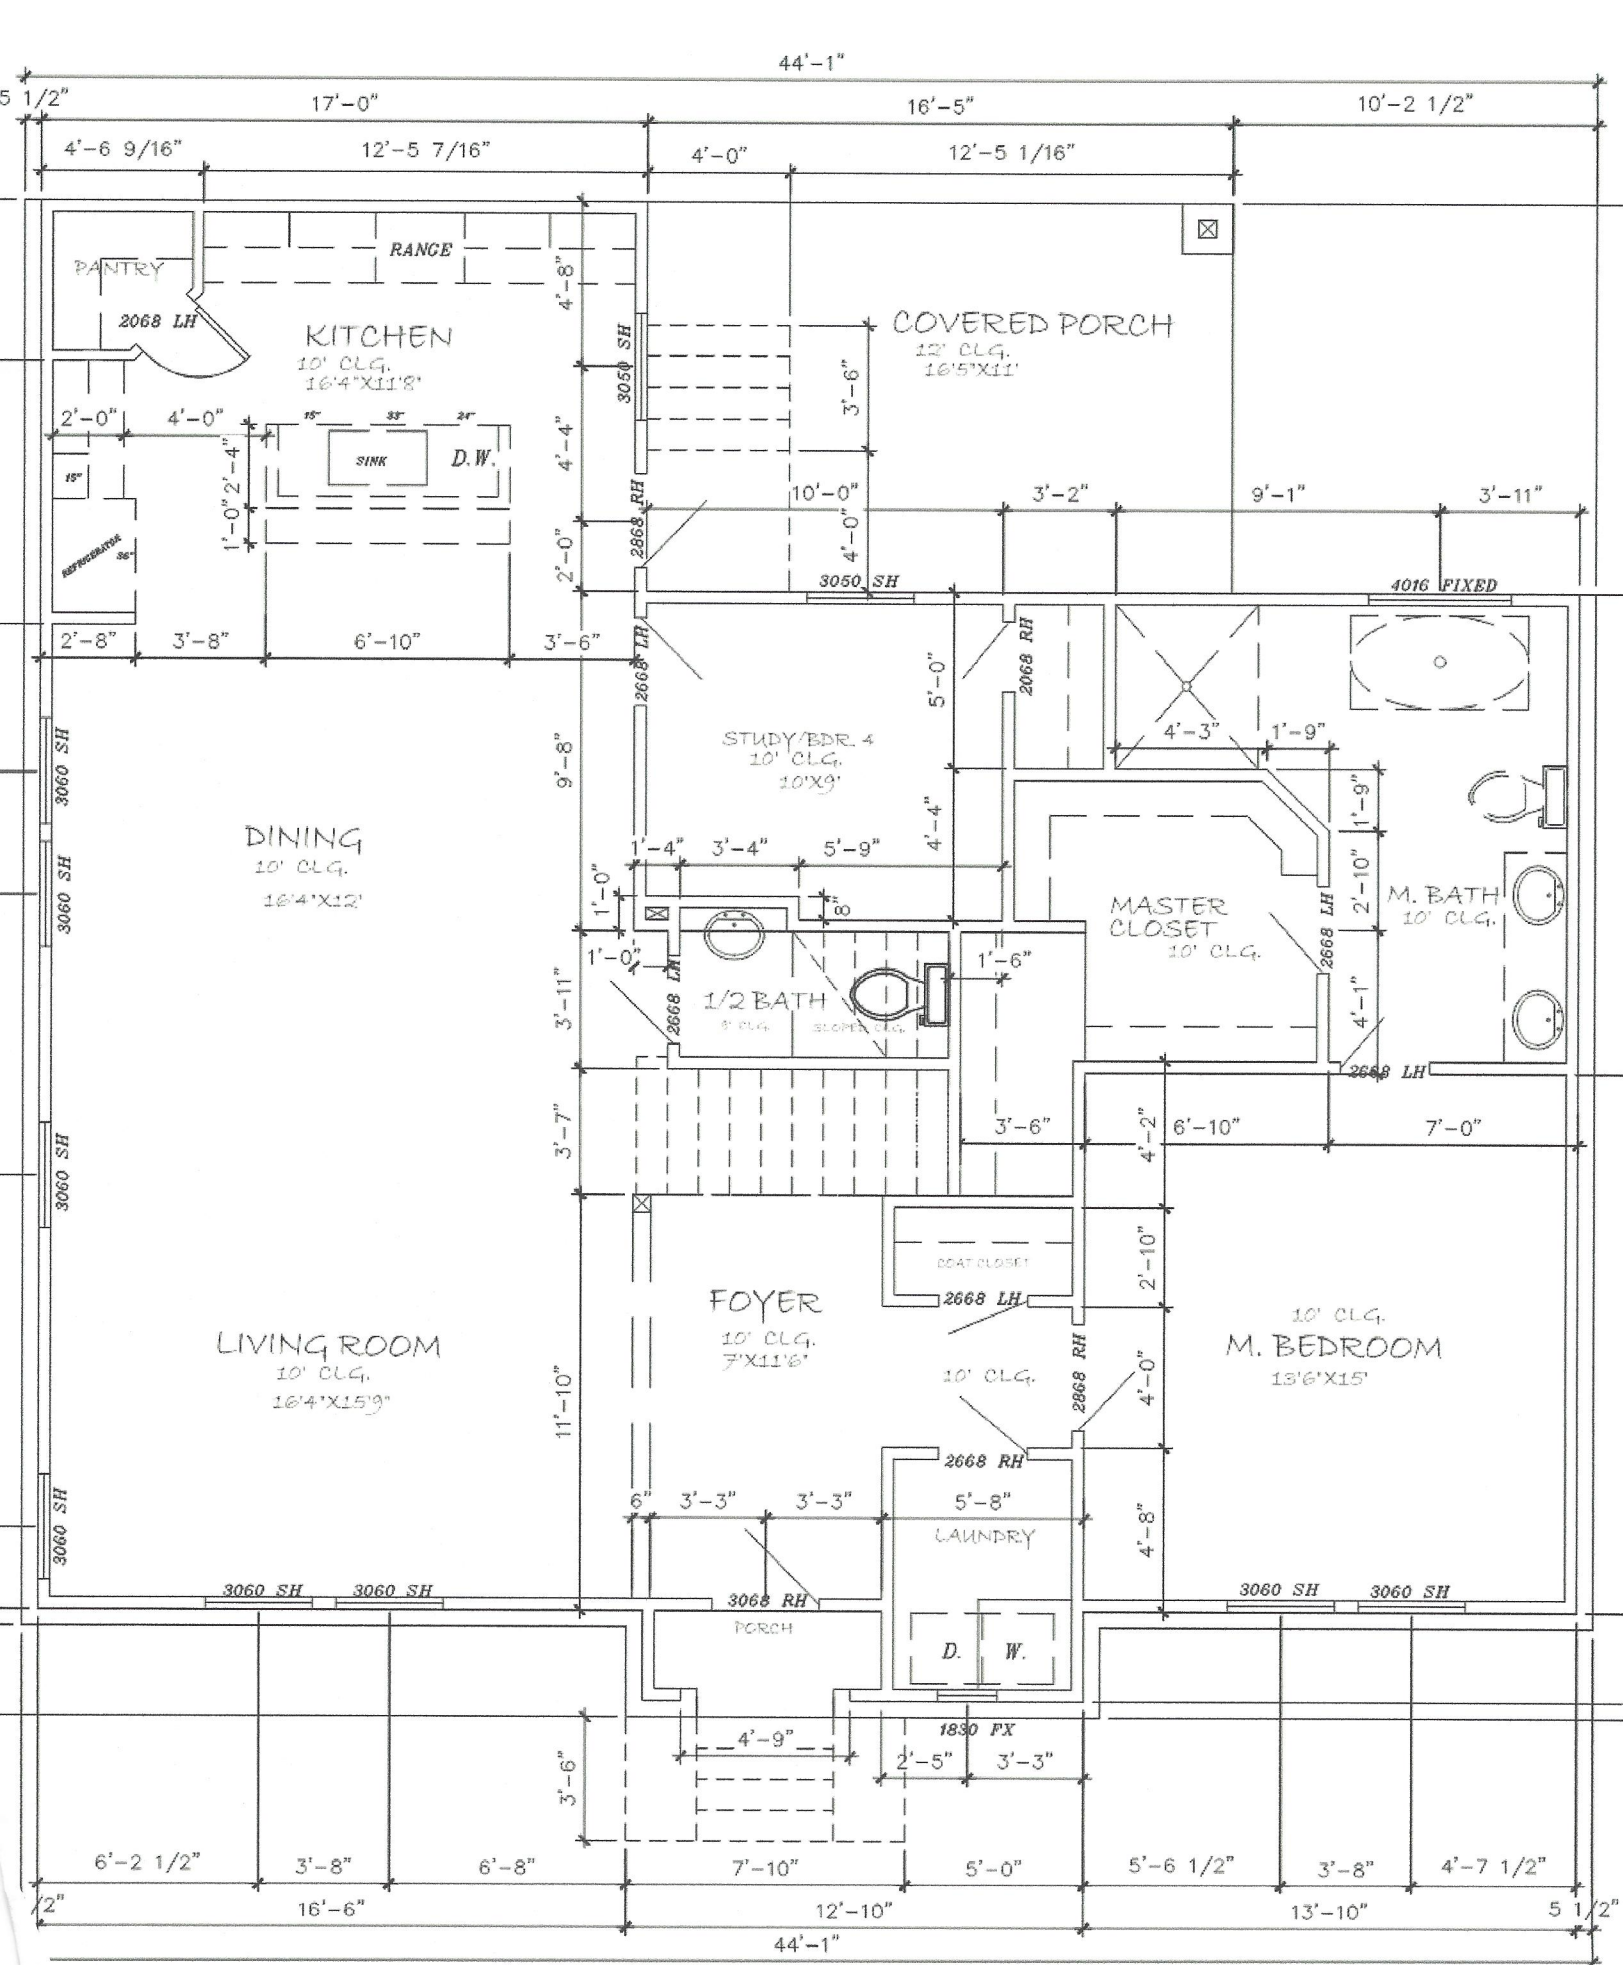 44'-1"
5 1/2"
17'-0"
16'-5"
10'-2 1/2"
4'-6 9/16"
12'-5 7/16"
4'-0"
12'-5 1/16"
PANTRY
2068 LH
RANGE
KITCHEN
10' CLG.
16'4"X11'8"
4'-8"
3050 SH
COVERED PORCH
12' CLG.
16'5"X11'
3'-6"
2'-0"
4'-0"
15"
33"
24"
SINK
D.W.
2'-4"
1'-0"
15"
REFRIGERATOR
36"
4'-4"
2868 RH
2'-0"
10'-0"
3'-2"
9'-1"
3'-11"
4'-0"
3050 SH
4016 FIXED
2'-8"
3'-8"
6'-10"
3'-6"
2668 LH
2068 RH
5'-0"
3060 SH
9'-8"
STUDY/BDR. 4
10' CLG.
10'X9'
4'-3"
1'-9"
1'-9"
DINING
10' CLG.
16'4"X12'
3060 SH
4'-4"
1'-4"
3'-4"
5'-9"
1'-0"
8"
MASTER
CLOSET
10' CLG.
2668 LH
2'-10"
M. BATH
10' CLG.
1'-0"
2668 LH
1'-6"
3'-11"
1/2 BATH
SLOPED CLG.
4'-1"
2668 LH
3060 SH
3'-7"
3'-6"
4'-2"
6'-10"
7'-0"
COAT CLOSET
2'-10"
2668 LH
FOYER
10' CLG.
7'X11'6"
10' CLG.
2868 RH
4'-0"
10' CLG.
M. BEDROOM
13'6"X15'
LIVING ROOM
10' CLG.
16'4"X15'9"
11'-10"
2668 RH
3060 SH
6"
3'-3"
3'-3"
5'-8"
LAUNDRY
4'-8"
3060 SH
3060 SH
3068 RH
PORCH
3060 SH
3060 SH
D.
W.
1830 FX
4'-9"
2'-5"
3'-3"
3'-6"
6'-2 1/2"
3'-8"
6'-8"
7'-10"
5'-0"
5'-6 1/2"
3'-8"
4'-7 1/2"
/2"
16'-6"
12'-10"
13'-10"
5 1/2"
44'-1"